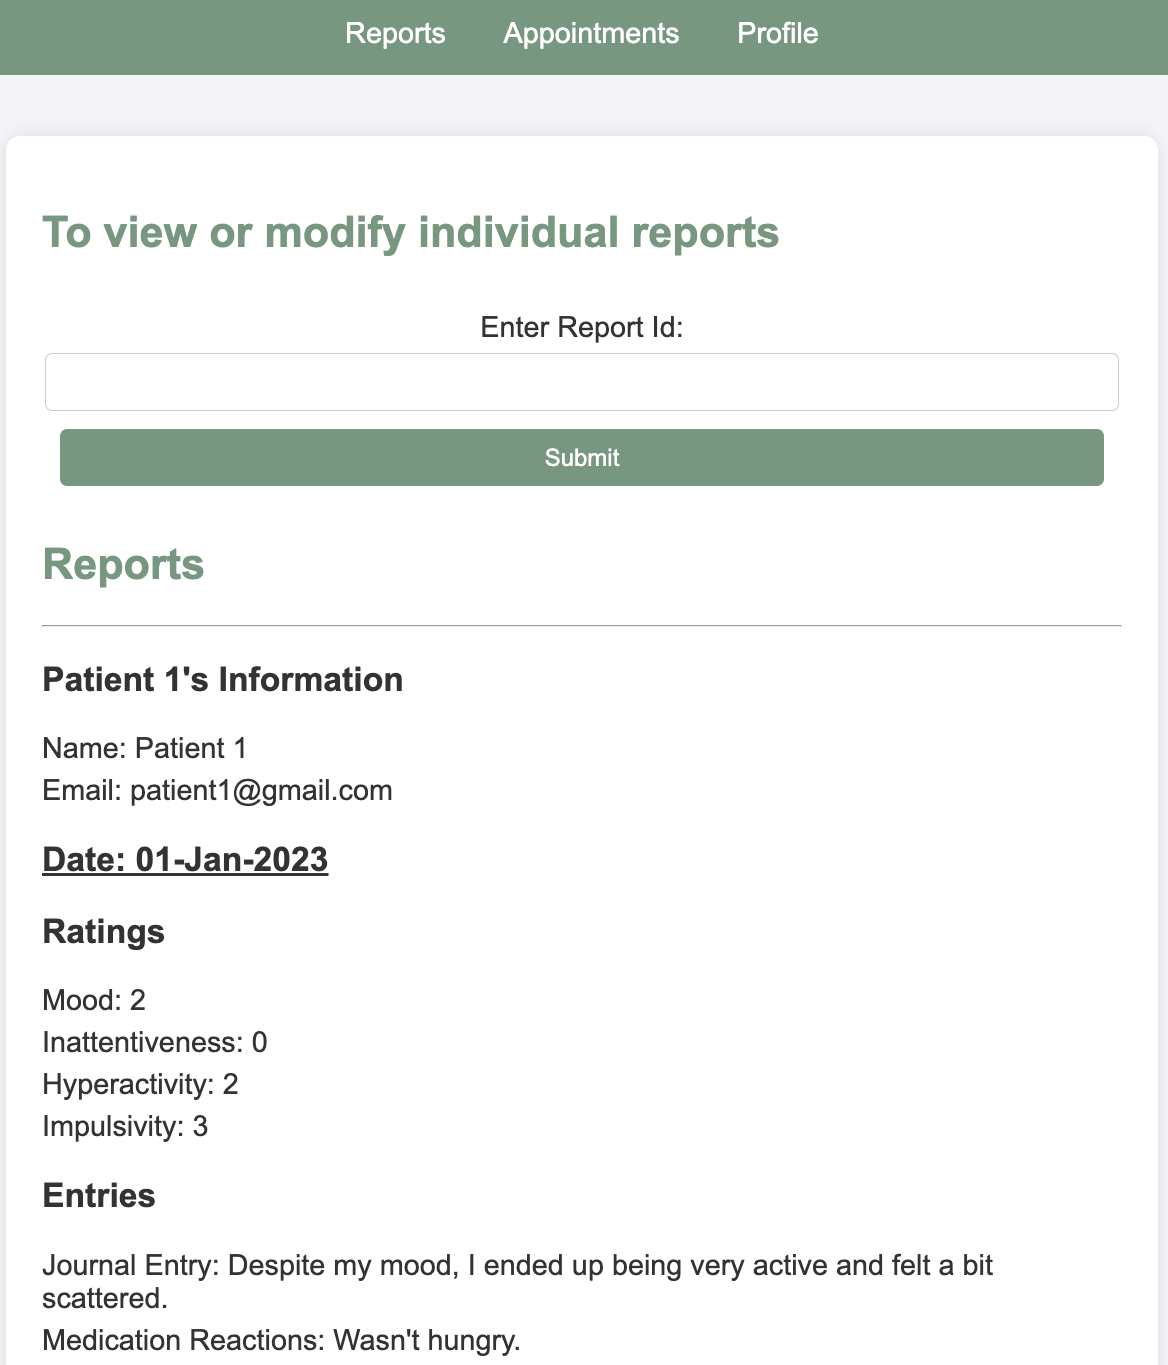 Reports Appointments Profile
To view or modify individual reports
Enter Report Id:
Submit
Reports
Patient 1's Information
Name: Patient 1
Email: patient1@gmail.com
Date: 01-Jan-2023
Ratings
Mood: 2
Inattentiveness: 0
Hyperactivity: 2
Impulsivity: 3
Entries
Journal Entry: Despite my mood, I ended up being very active and felt a bit
scattered.
Medication Reactions: Wasn't hungry.